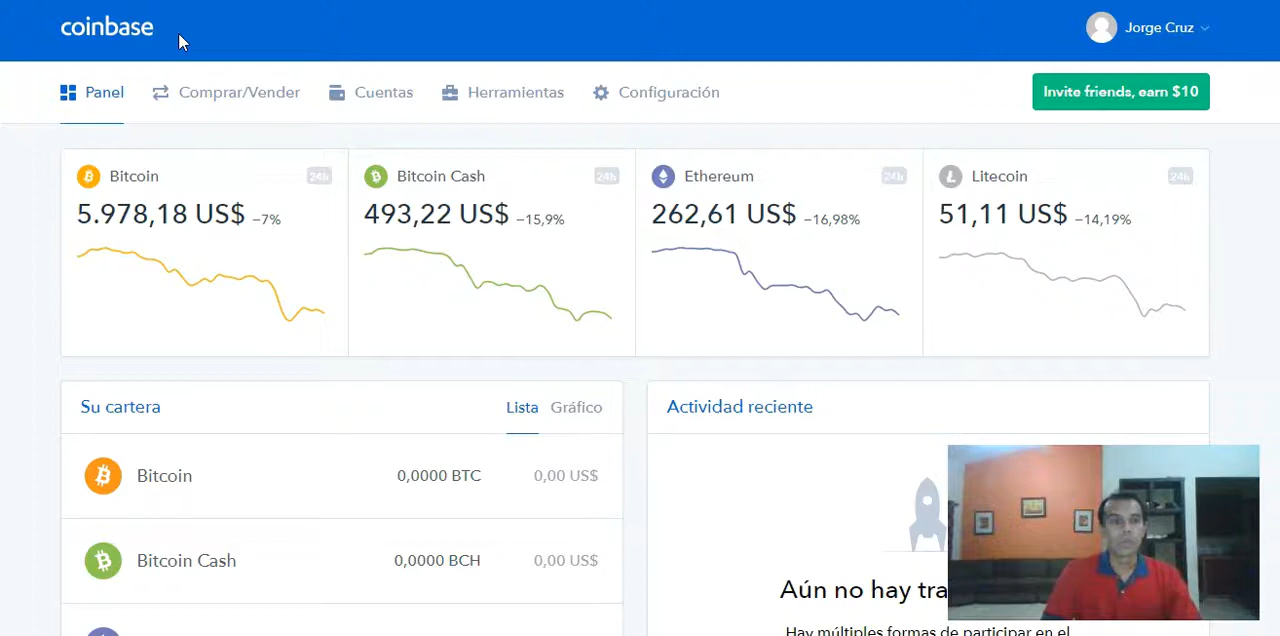 coinbase
Jorge Cruz
Panel
Comprar/Vender
Cuentas
Herramientas
Configuración
Invite friends, earn $10
Bitcoin 24h
5.978,18 US$ −7%
Bitcoin Cash 24h
493,22 US$ −15,9%
Ethereum 24h
262,61 US$ −16,98%
Litecoin 24h
51,11 US$ −14,19%
Su cartera
Lista Gráfico
Bitcoin 0,0000 BTC 0,00 US$
Bitcoin Cash 0,0000 BCH 0,00 US$
Actividad reciente
Aún no hay tra
Hay múltiples formas de participar en el